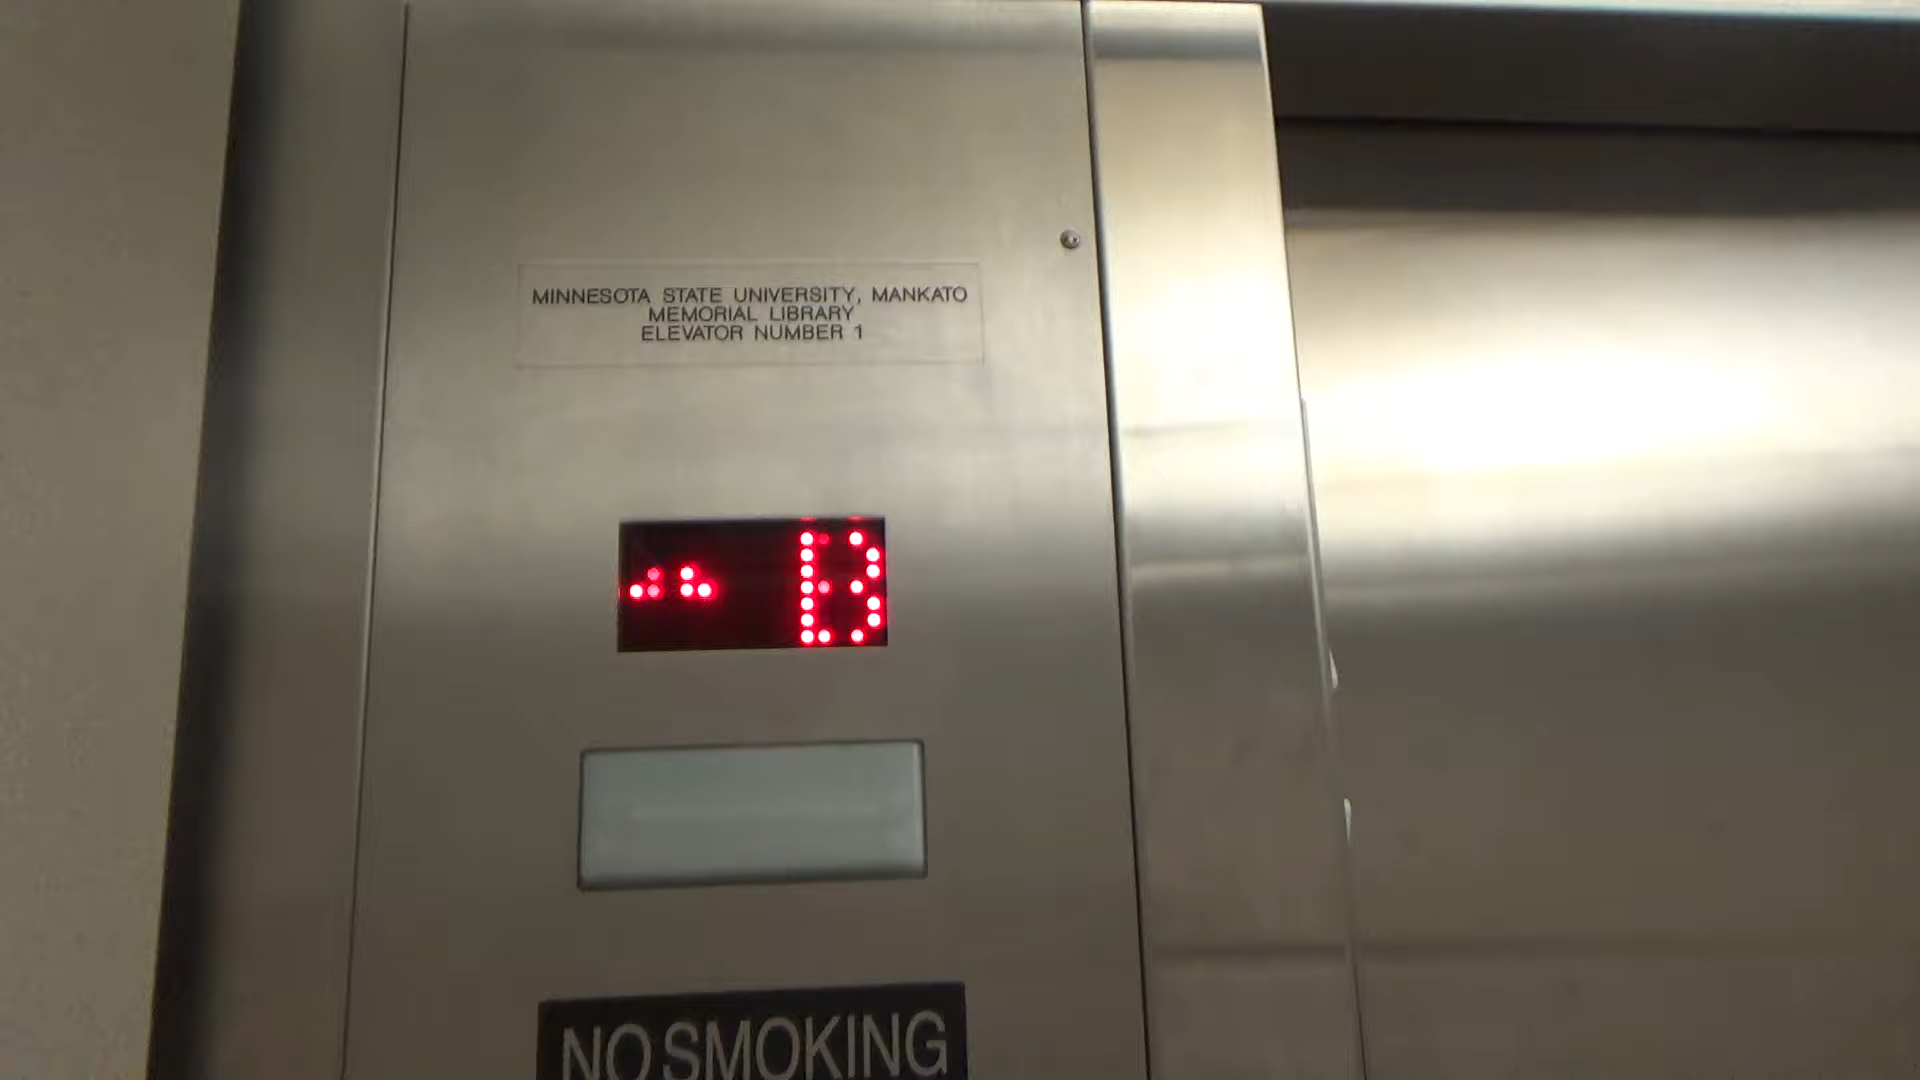 MINNESOTA STATE UNIVERSITY, MANKATO
MEMORIAL LIBRARY
ELEVATOR NUMBER 1
B
NO SMOKING